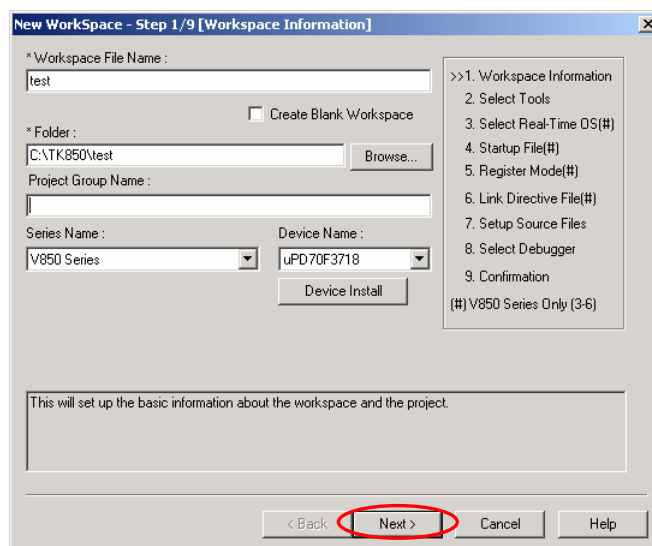 New WorkSpace - Step 1/9 [Workspace Information]
* Workspace File Name :
test
Create Blank Workspace
* Folder :
C:\TK850\test
Browse...
Project Group Name :
Series Name :
Device Name :
V850 Series
uPD70F3718
Device Install
>>1. Workspace Information
2. Select Tools
3. Select Real-Time OS(#)
4. Startup File(#)
5. Register Mode(#)
6. Link Directive File(#)
7. Setup Source Files
8. Select Debugger
9. Confirmation
(#) V850 Series Only (3-6)
This will set up the basic information about the workspace and the project.
< Back
Next >
Cancel
Help